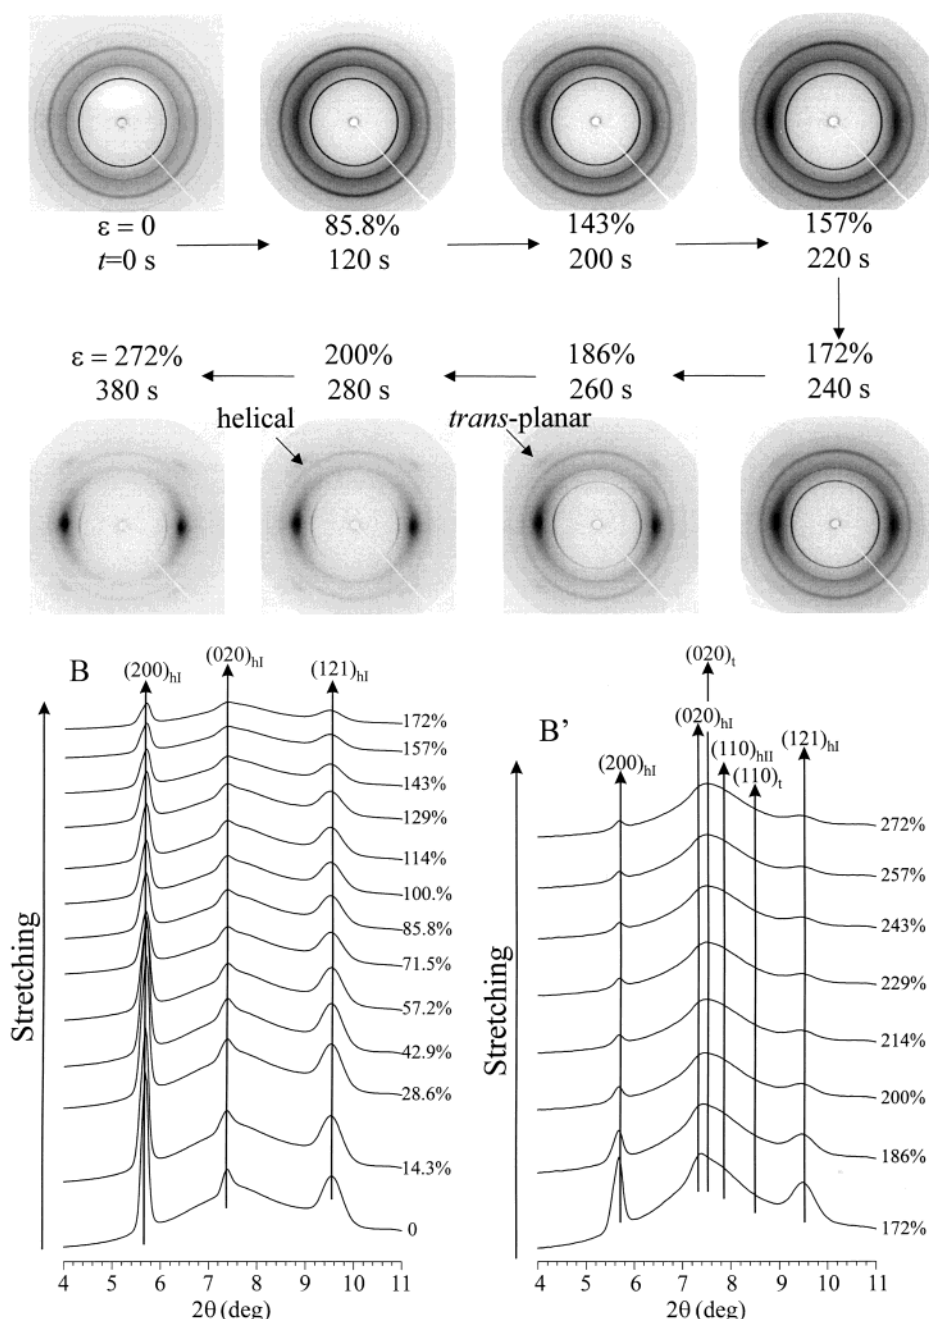 ε = 0 85.8% 143% 157%
t=0 s 120 s 200 s 220 s
ε = 272% 200% 186% 172%
380 s 280 s 260 s 240 s
helical trans-planar
B (200)hI (020)hI (121)hI
172%
157%
143%
129%
114%
100.%
85.8%
71.5%
57.2%
42.9%
28.6%
14.3%
0
Stretching
4 5 6 7 8 9 10 11
2θ (deg)
B’ (020)t
(020)hI
(200)hI (110)hII (121)hI
(110)t
272%
257%
243%
229%
214%
200%
186%
172%
Stretching
4 5 6 7 8 9 10 11
2θ (deg)